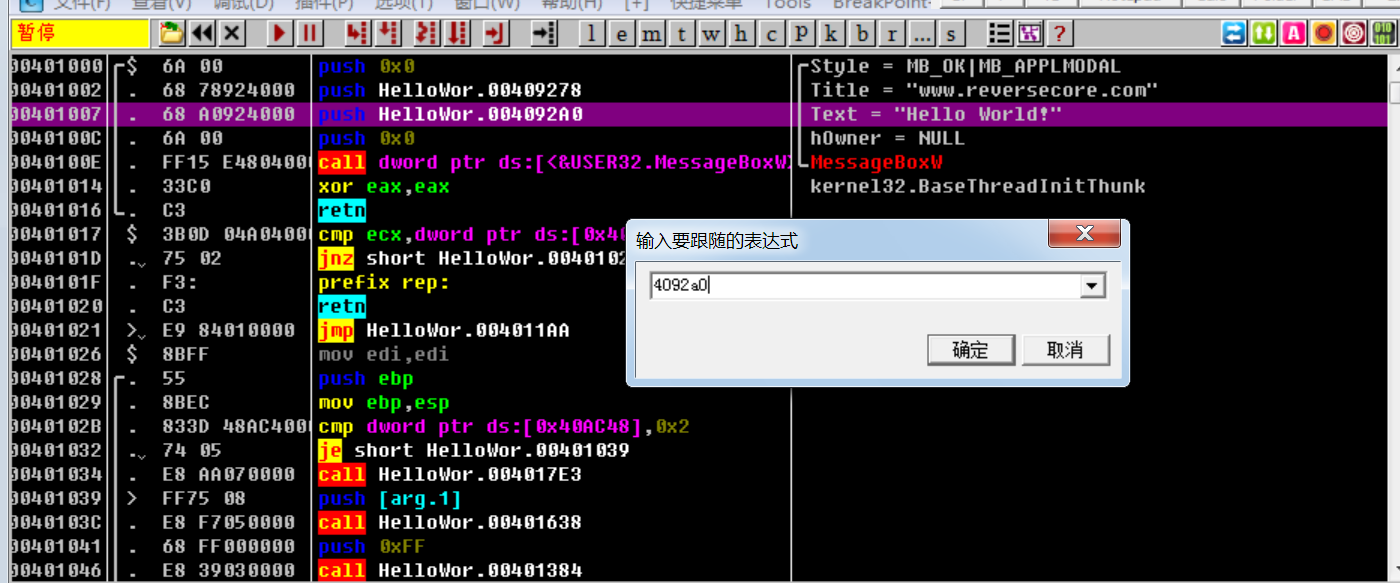 文件(F) 查看(V) 调试(D) 插件(P) 选项(T) 窗口(W) 帮助(H) [+] 快捷菜单 Tools BreakPoint-
暂停 l e m t w h c P k b r ... s ? A
00401000 $ 6A 00 push 0x0 Style = MB_OK|MB_APPLMODAL
00401002 . 68 78924000 push HelloWor.00409278 Title = "www.reversecore.com"
00401007 . 68 A0924000 push HelloWor.004092A0 Text = "Hello World!"
0040100C . 6A 00 push 0x0 hOwner = NULL
0040100E . FF15 E480400 call dword ptr ds:[<&USER32.MessageBoxW> MessageBoxW
00401014 . 33C0 xor eax,eax kernel32.BaseThreadInitThunk
00401016 . C3 retn
00401017 $ 3B0D 04A0400 cmp ecx,dword ptr ds:[0x40
0040101D . 75 02 jnz short HelloWor.0040102
0040101F . F3: prefix rep:
00401020 . C3 retn
00401021 > E9 84010000 jmp HelloWor.004011AA
00401026 $ 8BFF mov edi,edi
00401028 . 55 push ebp
00401029 . 8BEC mov ebp,esp
0040102B . 833D 48AC400 cmp dword ptr ds:[0x40AC48],0x2
00401032 . 74 05 je short HelloWor.00401039
00401034 . E8 AA070000 call HelloWor.004017E3
00401039 > FF75 08 push [arg.1]
0040103C . E8 F7050000 call HelloWor.00401638
00401041 . 68 FF000000 push 0xFF
00401046 . E8 39030000 call HelloWor.00401384
输入要跟随的表达式
4092a0
确定 取消